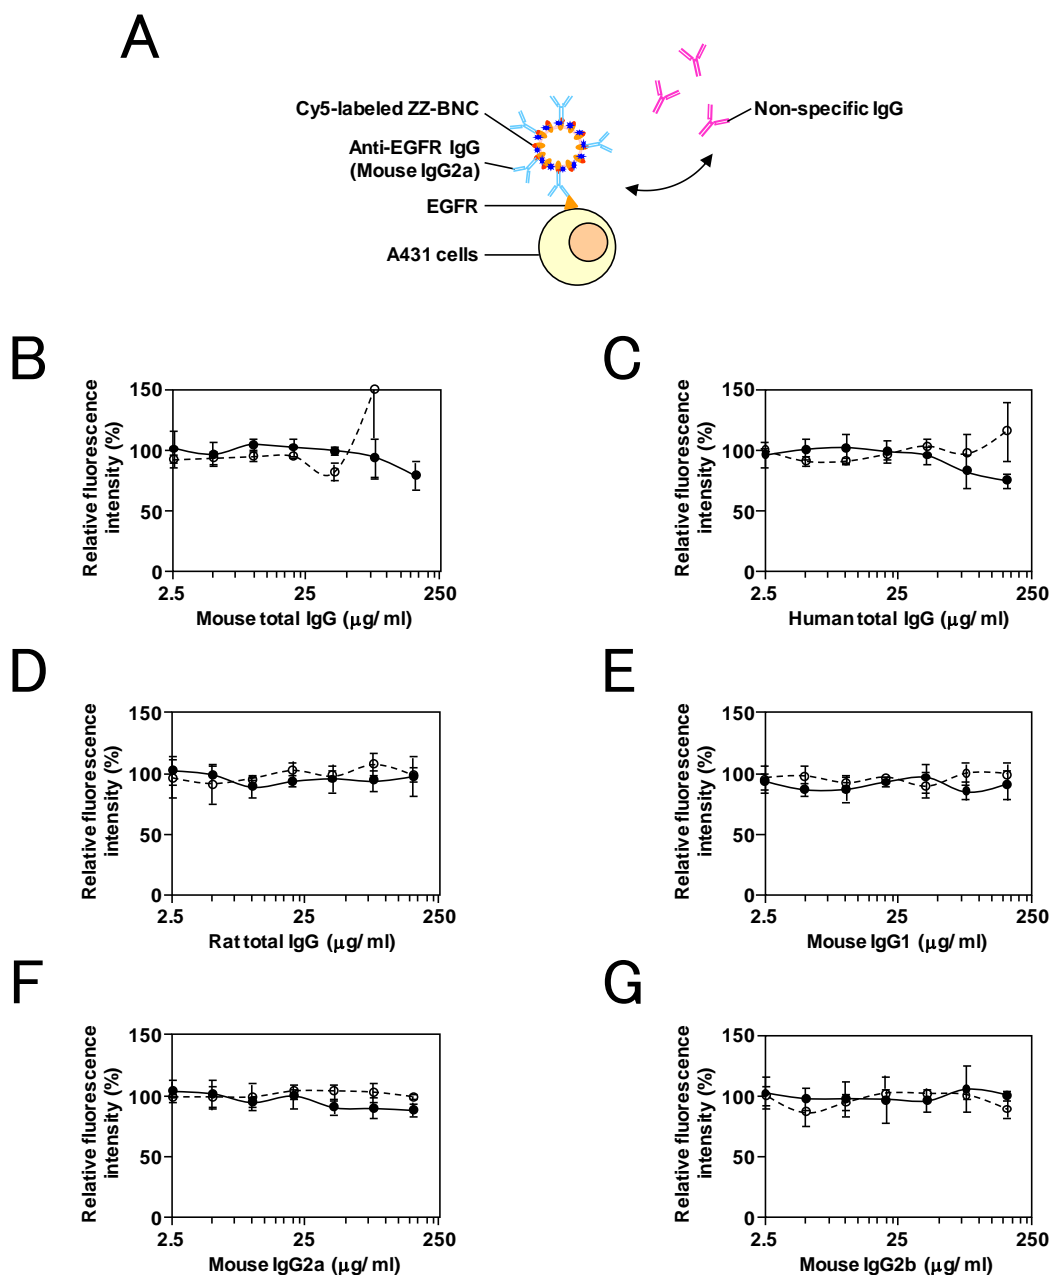 A
Cy5-labeled ZZ-BNC
Non-specific IgG
Anti-EGFR IgG
(Mouse IgG2a)
EGFR
A431 cells
B
Relative fluorescence
intensity (%)
150
100
50
0
2.5
25
250
Mouse total IgG (μg/ ml)
C
Relative fluorescence
intensity (%)
150
100
50
0
2.5
25
250
Human total IgG (μg/ ml)
D
Relative fluorescence
intensity (%)
150
100
50
0
2.5
25
250
Rat total IgG (μg/ ml)
E
Relative fluorescence
intensity (%)
150
100
50
0
2.5
25
250
Mouse IgG1 (μg/ ml)
F
Relative fluorescence
intensity (%)
150
100
50
0
2.5
25
250
Mouse IgG2a (μg/ ml)
G
Relative fluorescence
intensity (%)
150
100
50
0
2.5
25
250
Mouse IgG2b (μg/ ml)